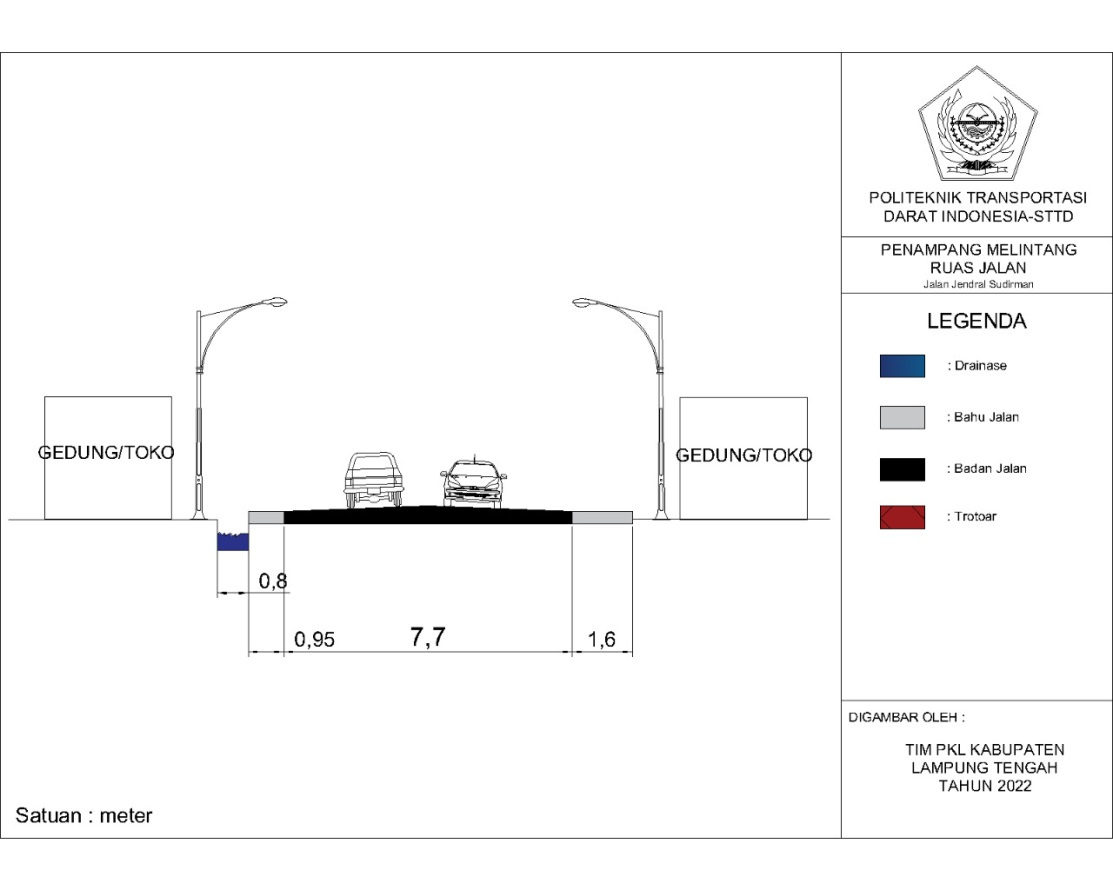 POLITEKNIK TRANSPORTASI
DARAT INDONESIA-STTD
PENAMPANG MELINTANG
RUAS JALAN
Jalan Jendral Sudirman
LEGENDA
: Drainase
: Bahu Jalan
: Badan Jalan
: Trotoar
GEDUNG/TOKO
GEDUNG/TOKO
0,8
0,95
7,7
1,6
DIGAMBAR OLEH :
TIM PKL KABUPATEN
LAMPUNG TENGAH
TAHUN 2022
Satuan : meter